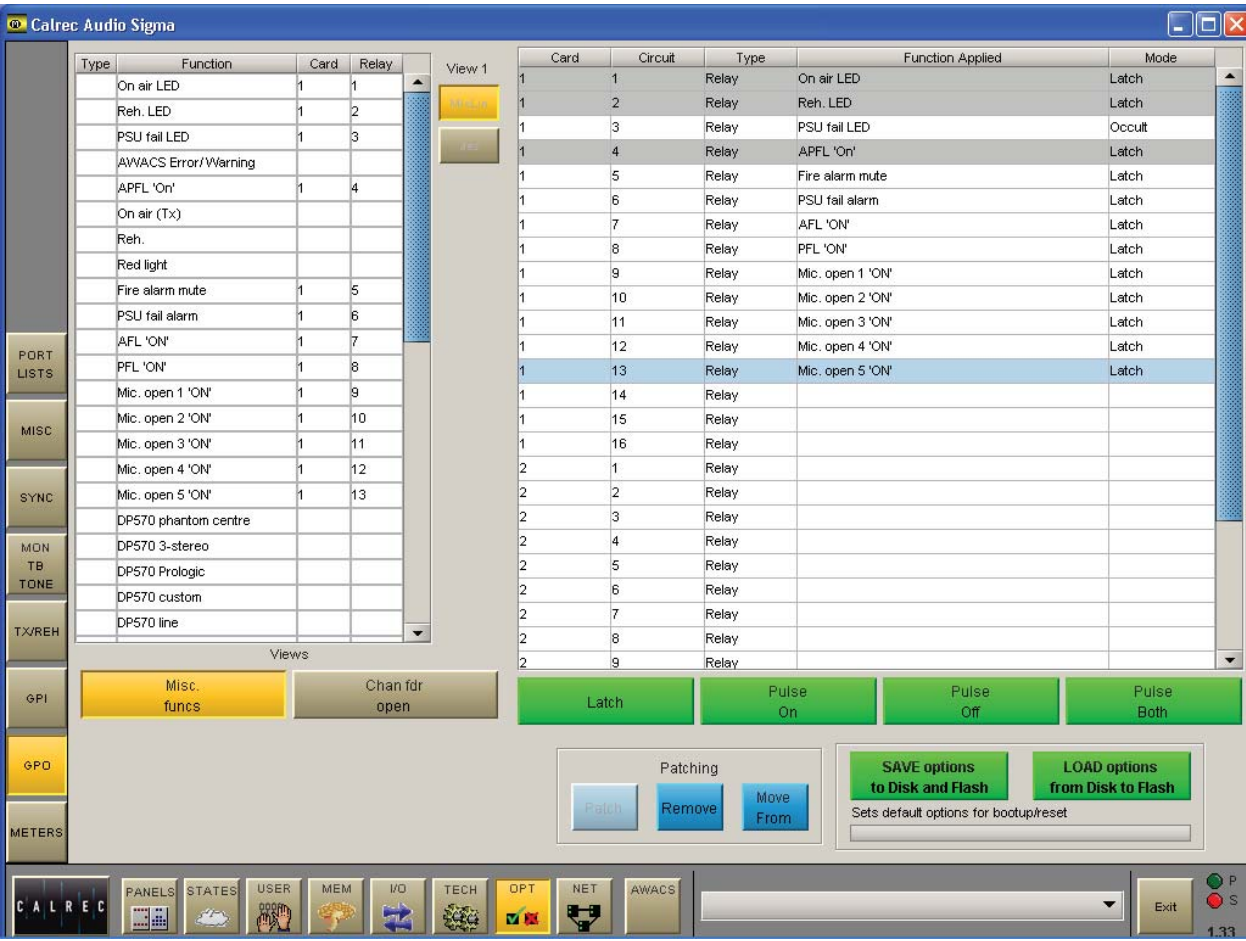 Calrec Audio Sigma
Type Function Card Relay
On air LED 1 1
Reh. LED 1 2
PSU fail LED 1 3
AWACS Error/Warning
APFL 'On' 1 4
On air (Tx)
Reh.
Red light
Fire alarm mute 1 5
PSU fail alarm 1 6
AFL 'ON' 1 7
PFL 'ON' 1 8
Mic. open 1 'ON' 1 9
Mic. open 2 'ON' 1 10
Mic. open 3 'ON' 1 11
Mic. open 4 'ON' 1 12
Mic. open 5 'ON' 1 13
DP570 phantom centre
DP570 3-stereo
DP570 Prologic
DP570 custom
DP570 line
Views
Misc.
funcs
Chan fdr
open
View 1
Card Circuit Type Function Applied Mode
1 1 Relay On air LED Latch
1 2 Relay Reh. LED Latch
1 3 Relay PSU fail LED Occult
1 4 Relay APFL 'On' Latch
1 5 Relay Fire alarm mute Latch
1 6 Relay PSU fail alarm Latch
1 7 Relay AFL 'ON' Latch
1 8 Relay PFL 'ON' Latch
1 9 Relay Mic. open 1 'ON' Latch
1 10 Relay Mic. open 2 'ON' Latch
1 11 Relay Mic. open 3 'ON' Latch
1 12 Relay Mic. open 4 'ON' Latch
1 13 Relay Mic. open 5 'ON' Latch
1 14 Relay
1 15 Relay
1 16 Relay
2 1 Relay
2 2 Relay
2 3 Relay
2 4 Relay
2 5 Relay
2 6 Relay
2 7 Relay
2 8 Relay
2 9 Relay
Latch
Pulse
On
Pulse
Off
Pulse
Both
Patching
Patch
Remove
Move
From
SAVE options
to Disk and Flash
LOAD options
from Disk to Flash
Sets default options for bootup/reset
PORT
LISTS
MISC
SYNC
MON
TB
TONE
TX/REH
GPI
GPO
METERS
CALREC
PANELS
STATES
USER
MEM
I/O
TECH
OPT
NET
AWACS
Exit
P
S
1.33